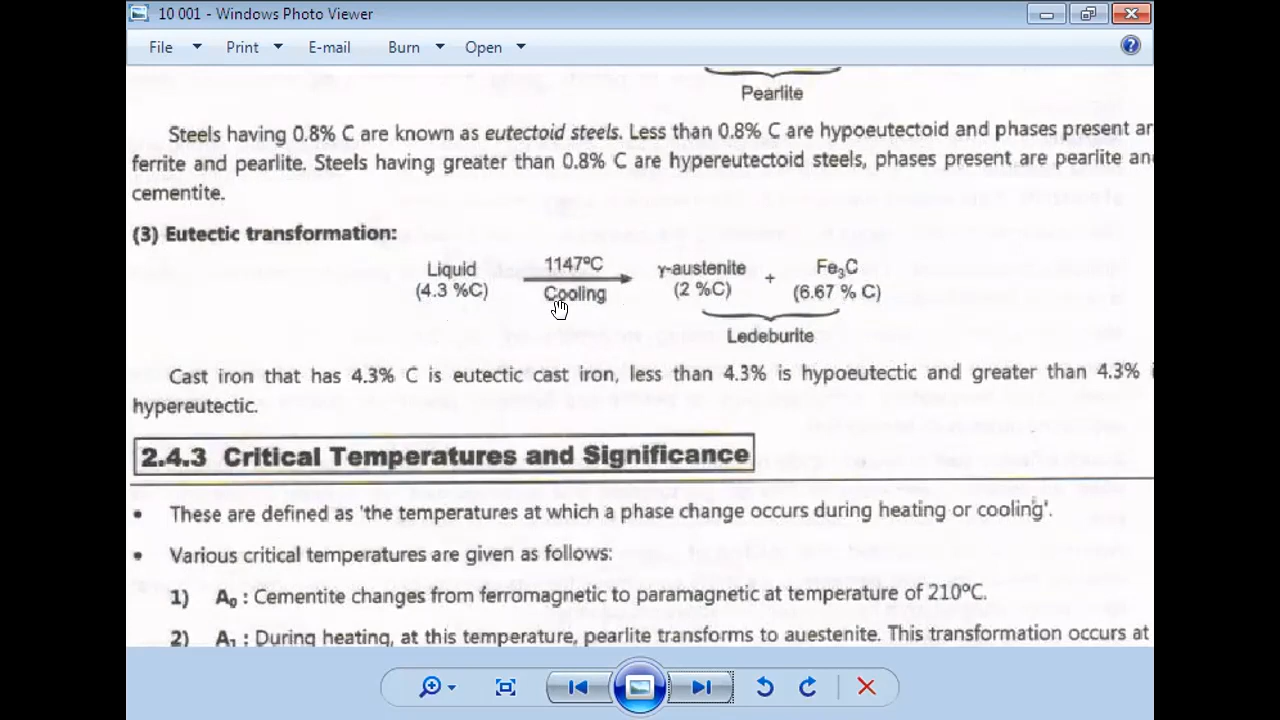 10 001 - Windows Photo Viewer
File Print E-mail Burn Open
Pearlite
Steels having 0.8% C are known as eutectoid steels. Less than 0.8% C are hypoeutectoid and phases present ar
ferrite and pearlite. Steels having greater than 0.8% C are hypereutectoid steels, phases present are pearlite an
cementite.
(3) Eutectic transformation:
Liquid 1147ºC γ-austenite + Fe₃C
(4.3 %C) Cooling (2 %C) (6.67 % C)
Ledeburite
Cast iron that has 4.3% C is eutectic cast iron, less than 4.3% is hypoeutectic and greater than 4.3%
hypereutectic.
2.4.3 Critical Temperatures and Significance
• These are defined as 'the temperatures at which a phase change occurs during heating or cooling'.
• Various critical temperatures are given as follows:
1) A₀ : Cementite changes from ferromagnetic to paramagnetic at temperature of 210ºC.
2) A₁ : During heating, at this temperature, pearlite transforms to auestenite. This transformation occurs at